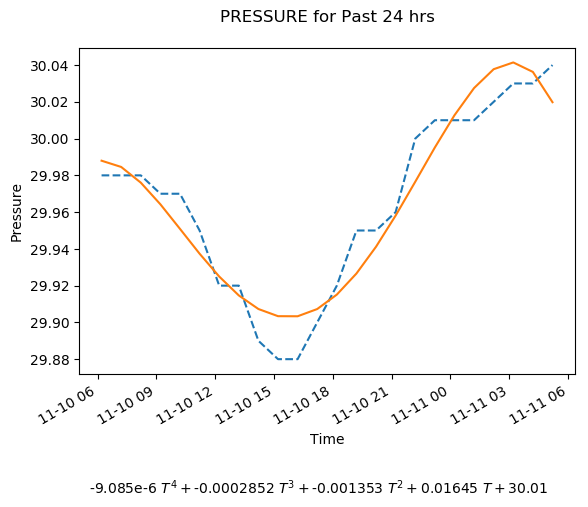 PRESSURE for Past 24 hrs
30.04
30.02
30.00
29.98
29.96
29.94
29.92
29.90
29.88
Pressure
11-10 06 11-10 09 11-10 12 11-10 15 11-10 18 11-10 21 11-11 00 11-11 03 11-11 06
Time
-9.085e-6 T⁴ + -0.0002852 T³ + -0.001353 T² + 0.01645 T + 30.01